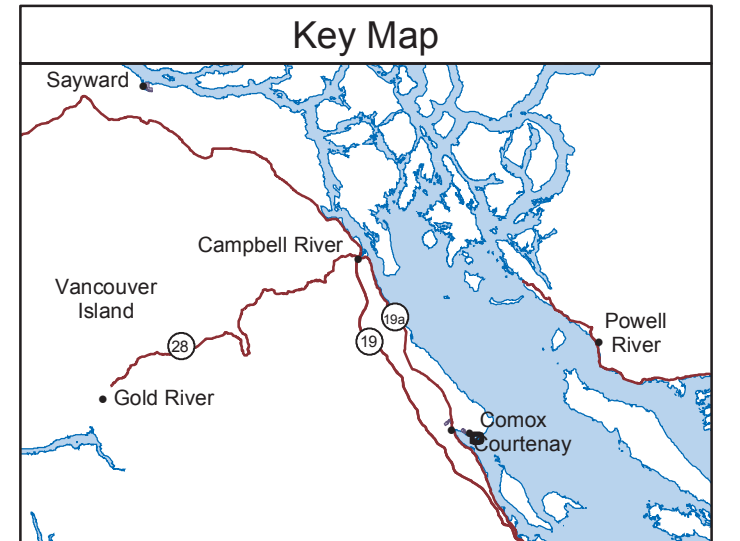 Key Map
Sayward
Campbell River
Vancouver
Island
19a
Powell
River
19
28
Gold River
Comox
Courtenay